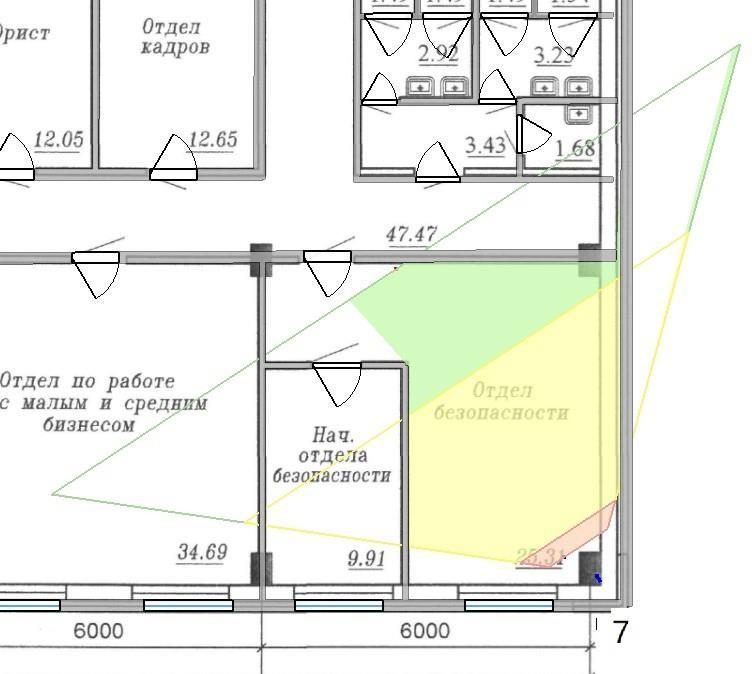 Отдел
кадров
рист
12.05
12.65
2.92
3.23
3.43
1.68
47.47
Отдел по работе
с малым и средним
бизнесом
34.69
Нач.
отдела
безопасности
9.91
Отдел
безопасности
25.31
6000
6000
7